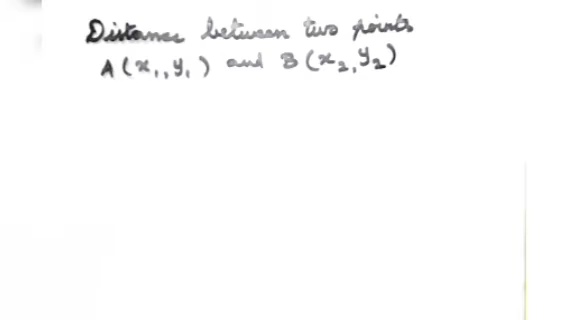 Distance between two points
A (x₁, y₁) and B (x₂, y₂)